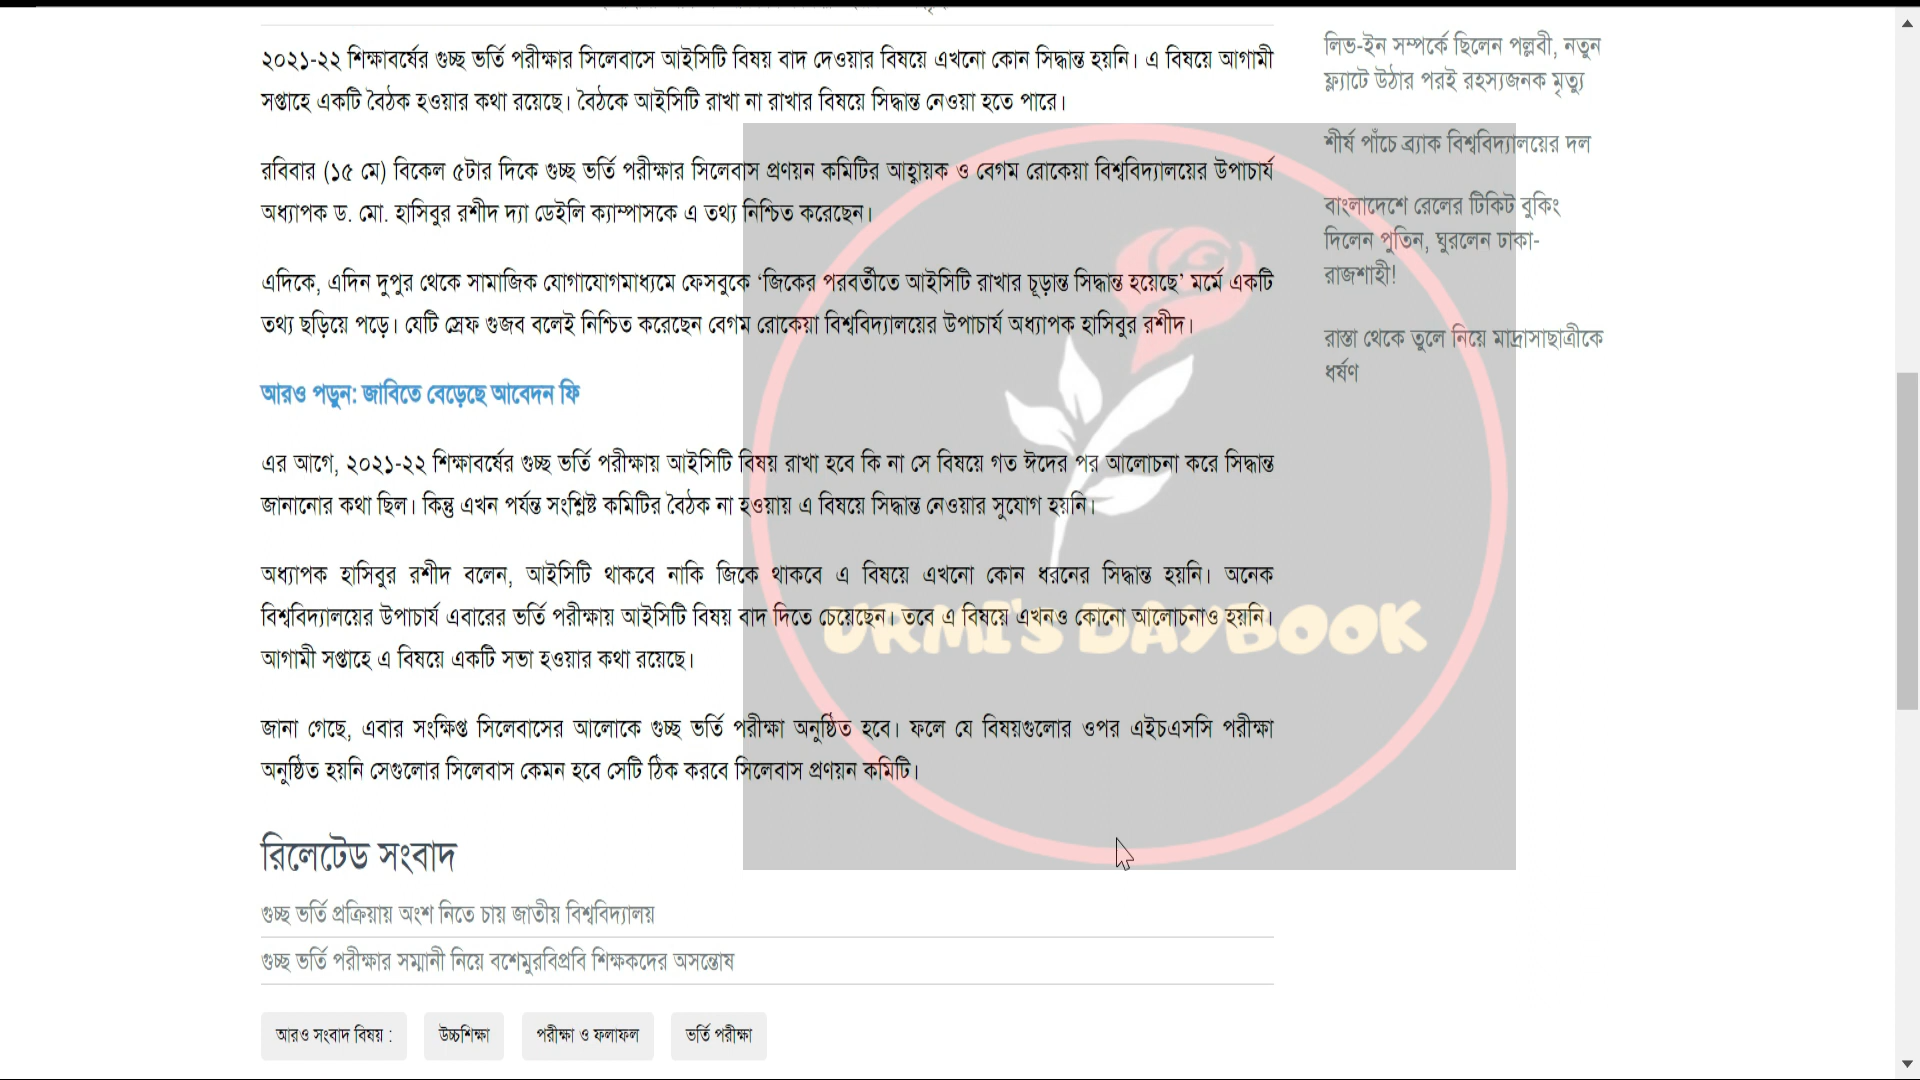 ২০২১-২২ শিক্ষাবর্ষের গুচ্ছ ভর্তি পরীক্ষার সিলেবাসে আইসিটি বিষয় বাদ দেওয়ার বিষয়ে এখনো কোন সিদ্ধান্ত হয়নি। এ বিষয়ে আগামী
সপ্তাহে একটি বৈঠক হওয়ার কথা রয়েছে। বৈঠকে আইসিটি রাখা না রাখার বিষয়ে সিদ্ধান্ত নেওয়া হতে পারে।
রবিবার (১৫ মে) বিকেল ৫টার দিকে গুচ্ছ ভর্তি পরীক্ষার সিলেবাস প্রণয়ন কমিটির আহ্বায়ক ও বেগম রোকেয়া বিশ্ববিদ্যালয়ের উপাচার্য
অধ্যাপক ড. মো. হাসিবুর রশীদ দ্যা ডেইলি ক্যাম্পাসকে এ তথ্য নিশ্চিত করেছেন।
এদিকে, এদিন দুপুর থেকে সামাজিক যোগাযোগমাধ্যমে ফেসবুকে ‘জিকের পরবর্তীতে আইসিটি রাখার চূড়ান্ত সিদ্ধান্ত হয়েছে’ মর্মে একটি
তথ্য ছড়িয়ে পড়ে। যেটি স্রেফ গুজব বলেই নিশ্চিত করেছেন বেগম রোকেয়া বিশ্ববিদ্যালয়ের উপাচার্য অধ্যাপক হাসিবুর রশীদ।
আরও পড়ুন: জাবিতে বেড়েছে আবেদন ফি
এর আগে, ২০২১-২২ শিক্ষাবর্ষের গুচ্ছ ভর্তি পরীক্ষায় আইসিটি বিষয় রাখা হবে কি না সে বিষয়ে গত ঈদের পর আলোচনা করে সিদ্ধান্ত
জানানোর কথা ছিল। কিন্তু এখন পর্যন্ত সংশ্লিষ্ট কমিটির বৈঠক না হওয়ায় এ বিষয়ে সিদ্ধান্ত নেওয়ার সুযোগ হয়নি।
অধ্যাপক হাসিবুর রশীদ বলেন, আইসিটি থাকবে নাকি জিকে থাকবে এ বিষয়ে এখনো কোন ধরনের সিদ্ধান্ত হয়নি। অনেক
বিশ্ববিদ্যালয়ের উপাচার্য এবারের ভর্তি পরীক্ষায় আইসিটি বিষয় বাদ দিতে চেয়েছেন। তবে এ বিষয়ে এখনও কোনো আলোচনাও হয়নি।
আগামী সপ্তাহে এ বিষয়ে একটি সভা হওয়ার কথা রয়েছে।
জানা গেছে, এবার সংক্ষিপ্ত সিলেবাসের আলোকে গুচ্ছ ভর্তি পরীক্ষা অনুষ্ঠিত হবে। ফলে যে বিষয়গুলোর ওপর এইচএসসি পরীক্ষা
অনুষ্ঠিত হয়নি সেগুলোর সিলেবাস কেমন হবে সেটি ঠিক করবে সিলেবাস প্রণয়ন কমিটি।
URMI'S DAYBOOK
রিলেটেড সংবাদ
গুচ্ছ ভর্তি প্রক্রিয়ায় অংশ নিতে চায় জাতীয় বিশ্ববিদ্যালয়
গুচ্ছ ভর্তি পরীক্ষার সম্মানী নিয়ে বশেমুরবিপ্রবি শিক্ষকদের অসন্তোষ
আরও সংবাদ বিষয় : উচ্চশিক্ষা পরীক্ষা ও ফলাফল ভর্তি পরীক্ষা
লিভ-ইন সম্পর্কে ছিলেন পল্লবী, নতুন
ফ্ল্যাটে উঠার পরই রহস্যজনক মৃত্যু
শীর্ষ পাঁচে ব্র্যাক বিশ্ববিদ্যালয়ের দল
বাংলাদেশে রেলের টিকিট বুকিং
দিলেন পুতিন, ঘুরলেন ঢাকা-
রাজশাহী!
রাস্তা থেকে তুলে নিয়ে মাদ্রাসাছাত্রীকে
ধর্ষণ